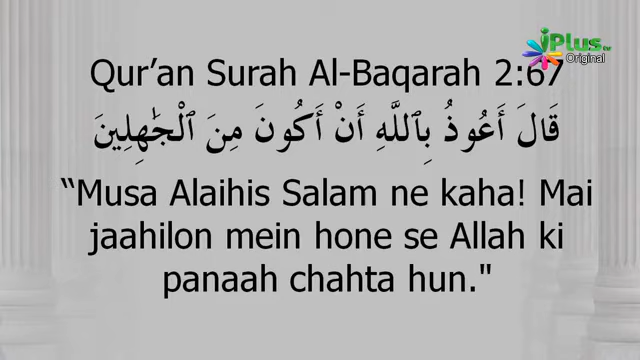 iPlus tv
Original
Qur’an Surah Al-Baqarah 2:67
قَالَ أَعُوذُ بِٱللَّهِ أَنْ أَكُونَ مِنَ ٱلْجَٰهِلِينَ
“Musa Alaihis Salam ne kaha! Mai
jaahilon mein hone se Allah ki
panaah chahta hun."